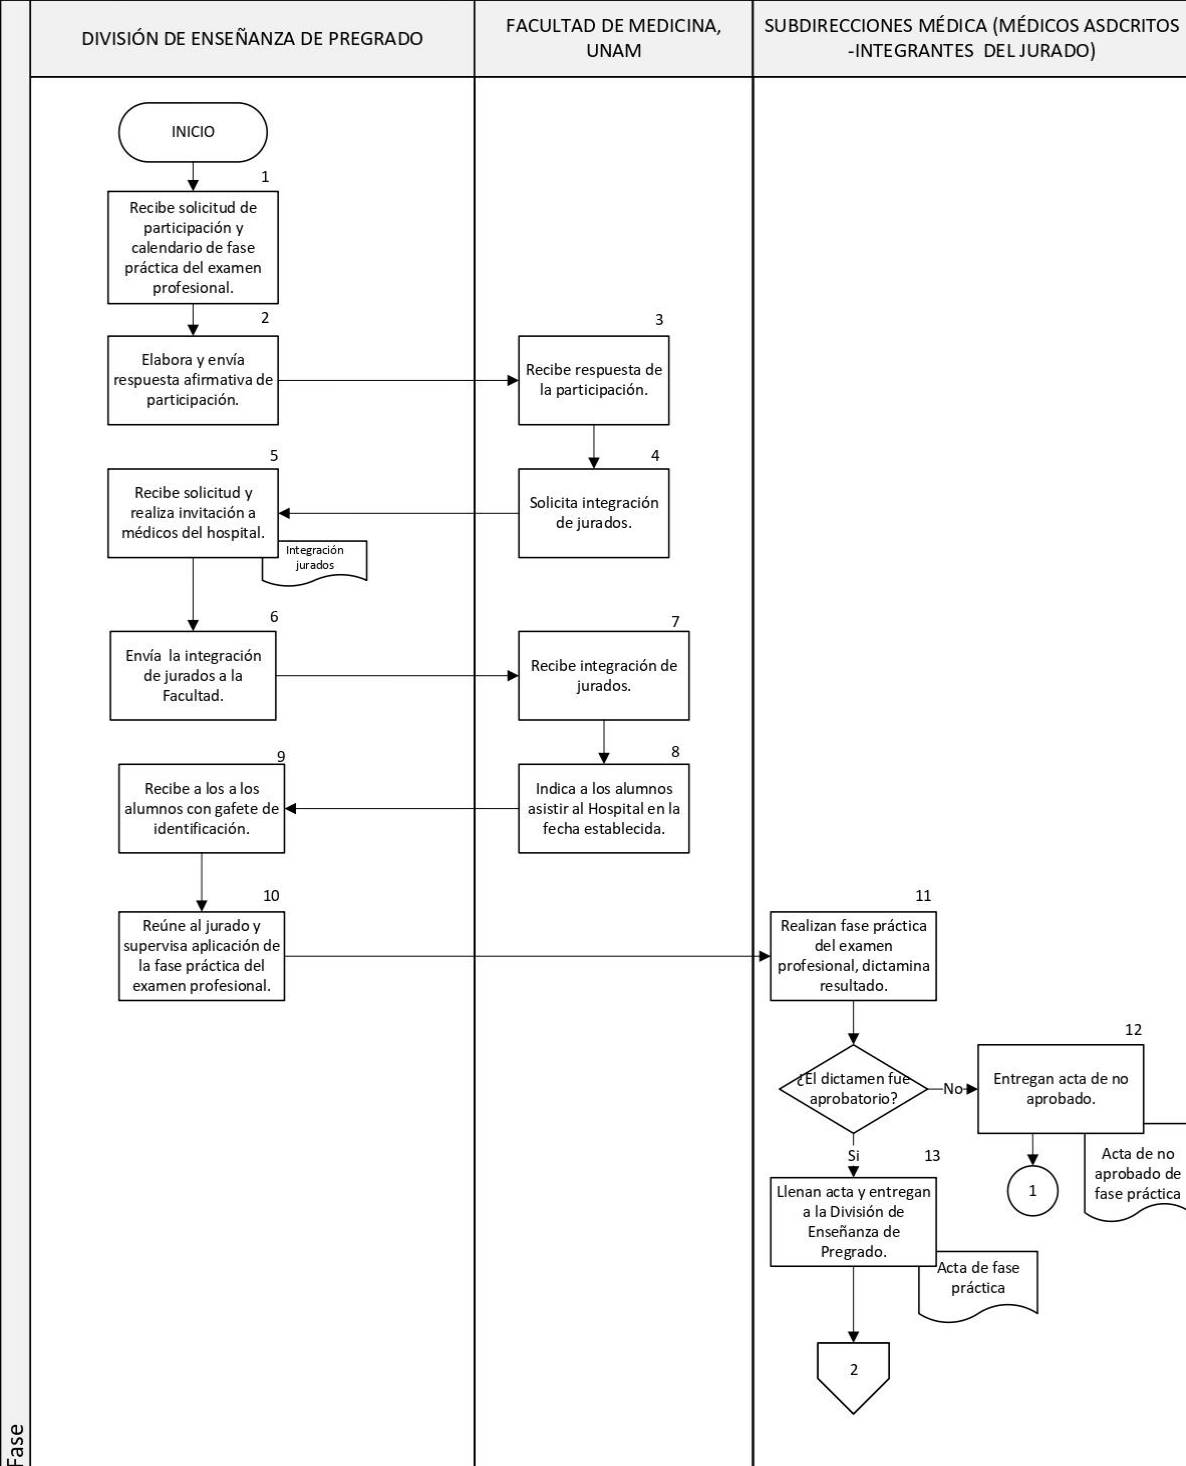 DIVISIÓN DE ENSEÑANZA DE PREGRADO
FACULTAD DE MEDICINA,
UNAM
SUBDIRECCIONES MÉDICA (MÉDICOS ASDCRITOS
-INTEGRANTES DEL JURADO)
INICIO
1
Recibe solicitud de
participación y
calendario de fase
práctica del examen
profesional.
2
Elabora y envía
respuesta afirmativa de
participación.
3
Recibe respuesta de
la participación.
4
Solicita integración
de jurados.
5
Recibe solicitud y
realiza invitación a
médicos del hospital.
Integración
jurados
6
Envía la integración
de jurados a la
Facultad.
7
Recibe integración de
jurados.
8
Indica a los alumnos
asistir al Hospital en la
fecha establecida.
9
Recibe a los a los
alumnos con gafete de
identificación.
10
Reúne al jurado y
supervisa aplicación de
la fase práctica del
examen profesional.
11
Realizan fase práctica
del examen
profesional, dictamina
resultado.
¿El dictamen fue
aprobatorio?
No
12
Entregan acta de no
aprobado.
Acta de no
aprobado de
fase práctica
1
Si
13
Llenan acta y entregan
a la División de
Enseñanza de
Pregrado.
Acta de fase
práctica
2
Fase